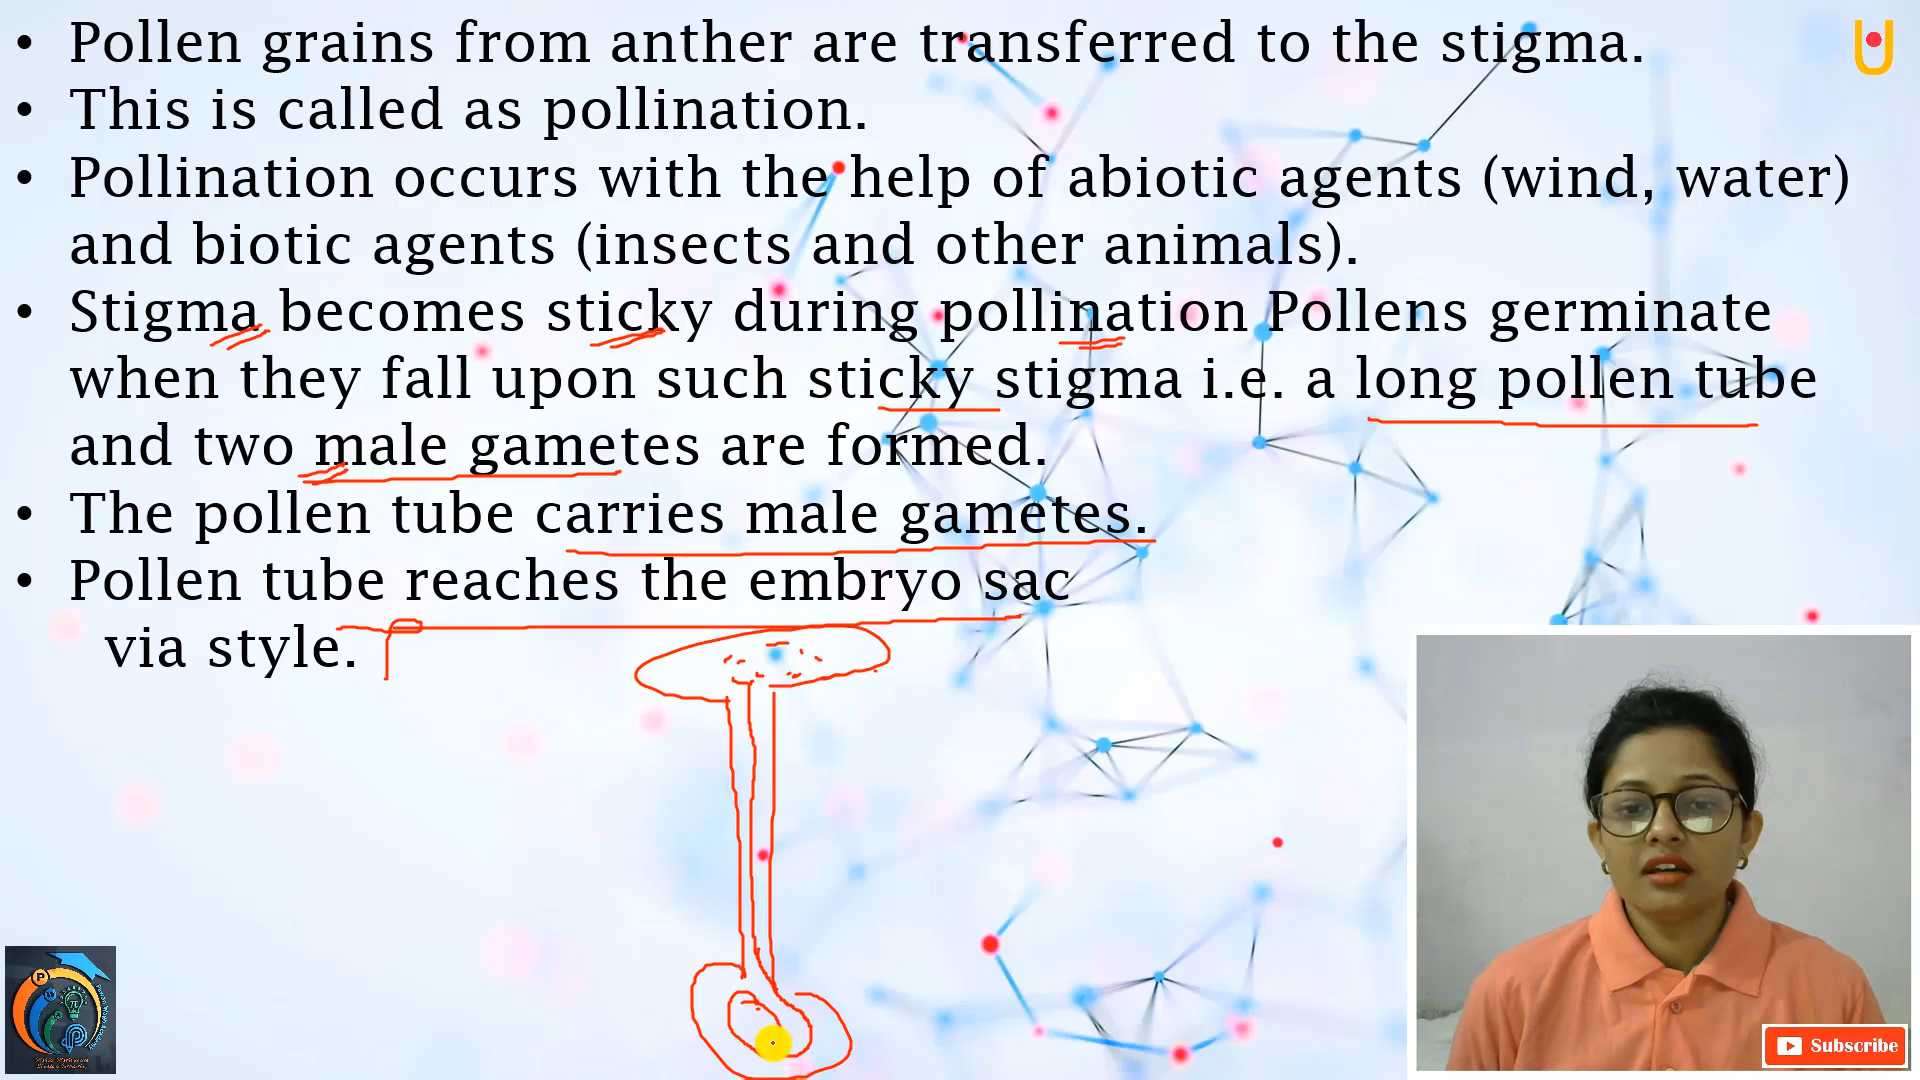 • Pollen grains from anther are transferred to the stigma.
• This is called as pollination.
• Pollination occurs with the help of abiotic agents (wind, water)
and biotic agents (insects and other animals).
• Stigma becomes sticky during pollination Pollens germinate
when they fall upon such sticky stigma i.e. a long pollen tube
and two male gametes are formed.
• The pollen tube carries male gametes.
• Pollen tube reaches the embryo sac
via style.
Subscribe